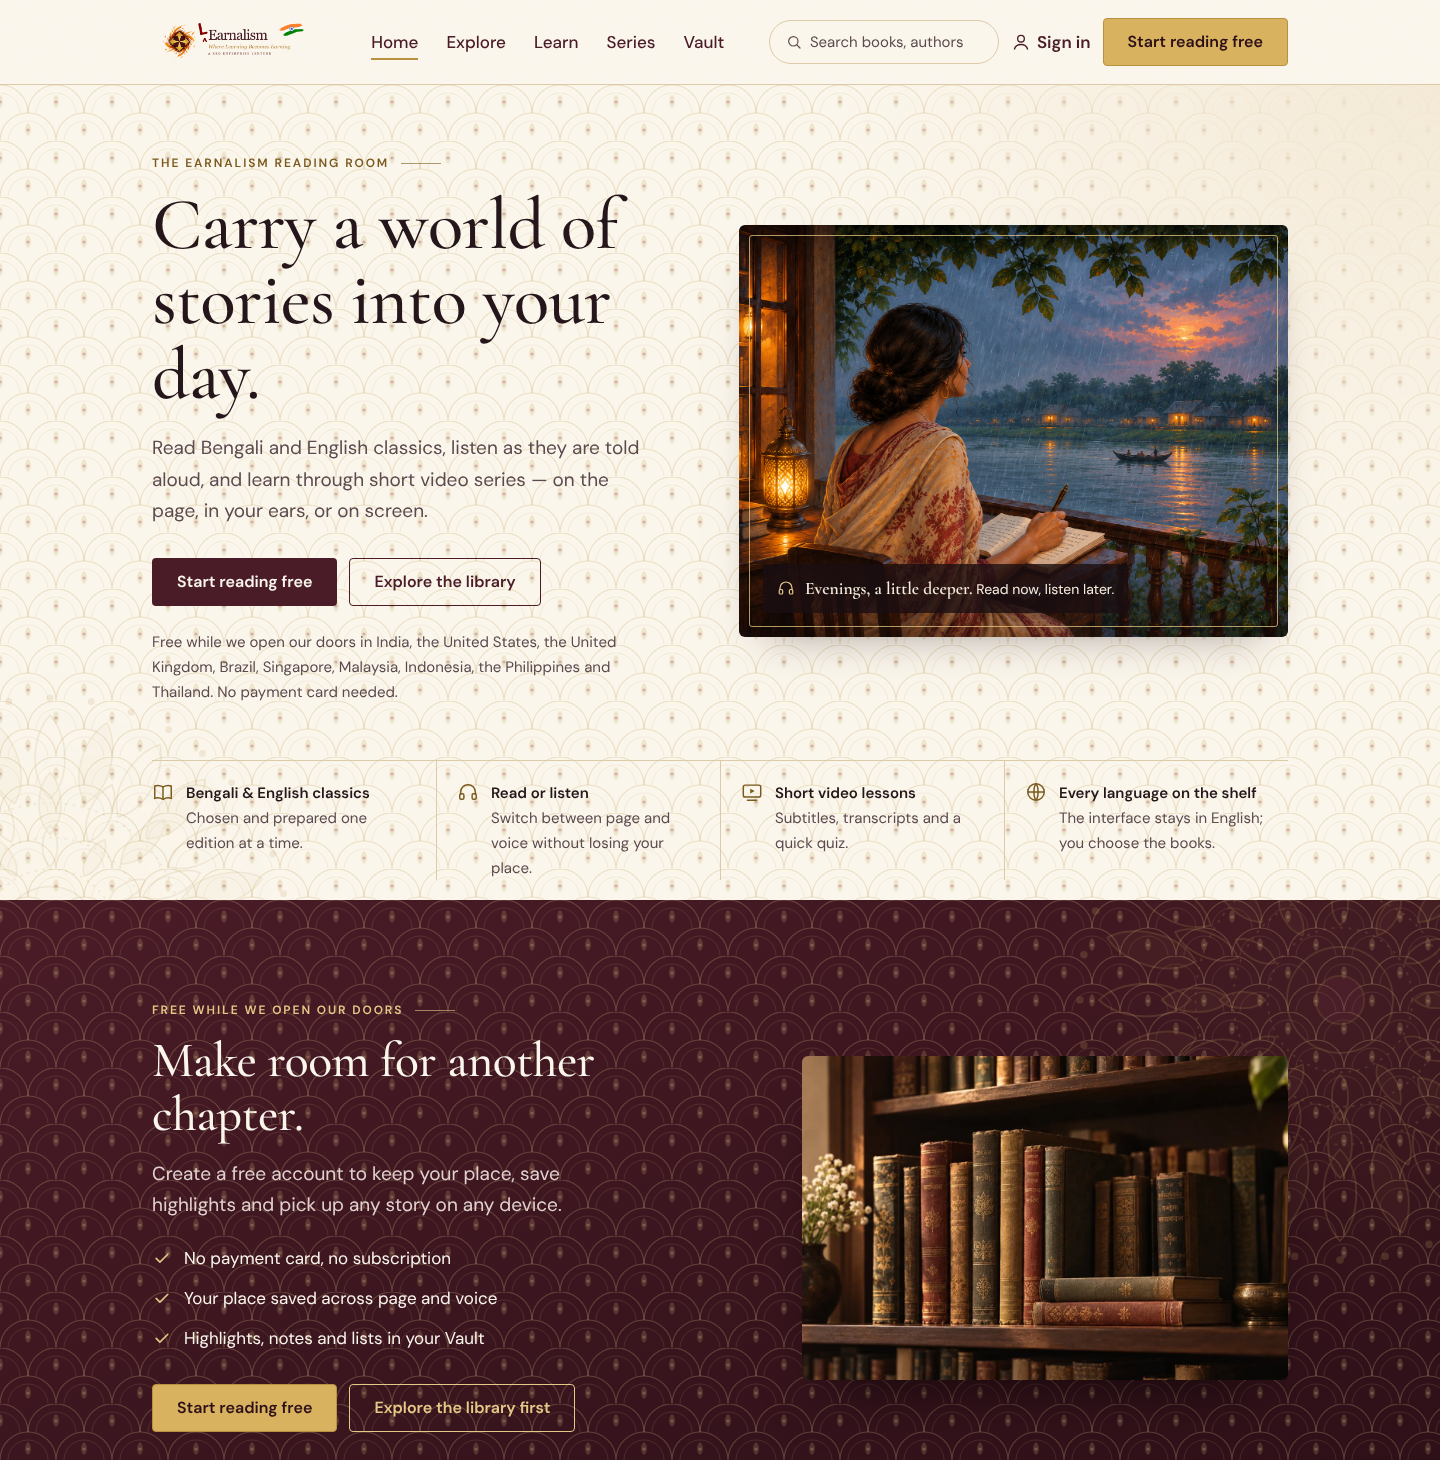 Earnalism
Where Learning Becomes Earning
Home
Explore
Learn
Series
Vault
Search books, authors
Sign in
Start reading free
THE EARNALISM READING ROOM
Carry a world of
stories into your
day.
Read Bengali and English classics, listen as they are told
aloud, and learn through short video series — on the
page, in your ears, or on screen.
Start reading free
Explore the library
Free while we open our doors in India, the United States, the United
Kingdom, Brazil, Singapore, Malaysia, Indonesia, the Philippines and
Thailand. No payment card needed.
Evenings, a little deeper. Read now, listen later.
Bengali & English classics
Chosen and prepared one
edition at a time.
Read or listen
Switch between page and
voice without losing your
place.
Short video lessons
Subtitles, transcripts and a
quick quiz.
Every language on the shelf
The interface stays in English;
you choose the books.
FREE WHILE WE OPEN OUR DOORS
Make room for another
chapter.
Create a free account to keep your place, save
highlights and pick up any story on any device.
No payment card, no subscription
Your place saved across page and voice
Highlights, notes and lists in your Vault
Start reading free
Explore the library first